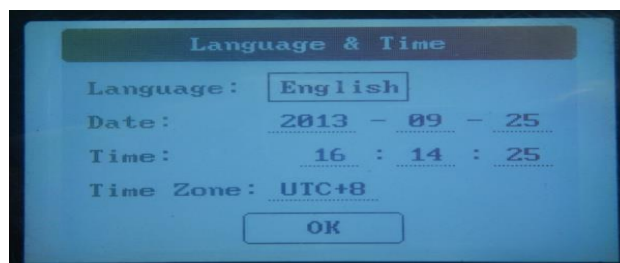 Language & Time
Language: English
Date: 2013 - 09 - 25
Time: 16 : 14 : 25
Time Zone: UTC+8
OK